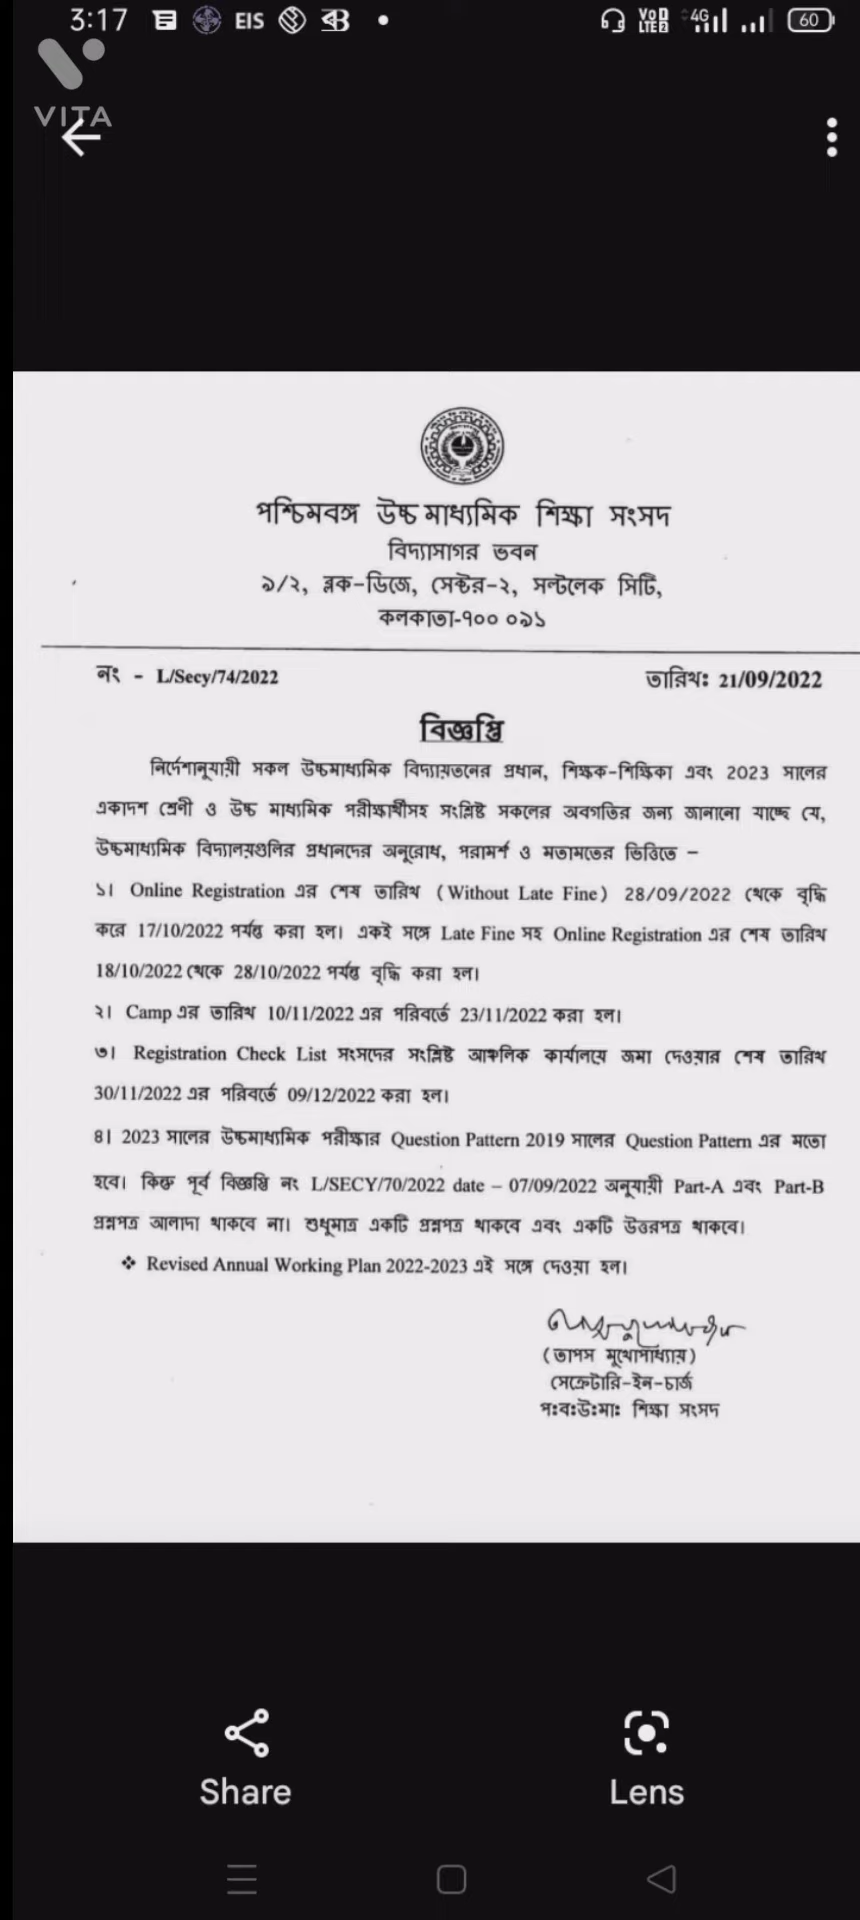 3:17 EIS VoD LTE2 4G 60
VITA
পশ্চিমবঙ্গ উচ্চ মাধ্যমিক শিক্ষা সংসদ
বিদ্যাসাগর ভবন
৯/২, ব্লক-ডিজে, সেক্টর-২, সল্টলেক সিটি,
কলকাতা-৭০০ ০৯১
নং - L/Secy/74/2022 তারিখঃ 21/09/2022
বিজ্ঞপ্তি
নির্দেশানুযায়ী সকল উচ্চমাধ্যমিক বিদ্যায়তনের প্রধান, শিক্ষক-শিক্ষিকা এবং 2023 সালের
একাদশ শ্রেণী ও উচ্চ মাধ্যমিক পরীক্ষার্থীসহ সংশ্লিষ্ট সকলের অবগতির জন্য জানানো যাচ্ছে যে,
উচ্চমাধ্যমিক বিদ্যালয়গুলির প্রধানদের অনুরোধ, পরামর্শ ও মতামতের ভিত্তিতে –
১। Online Registration এর শেষ তারিখ (Without Late Fine) 28/09/2022 থেকে বৃদ্ধি
করে 17/10/2022 পর্যন্ত করা হল। একই সঙ্গে Late Fine সহ Online Registration এর শেষ তারিখ
18/10/2022 থেকে 28/10/2022 পর্যন্ত বৃদ্ধি করা হল।
২। Camp এর তারিখ 10/11/2022 এর পরিবর্তে 23/11/2022 করা হল।
৩। Registration Check List সংসদের সংশ্লিষ্ট আঞ্চলিক কার্যালয়ে জমা দেওয়ার শেষ তারিখ
30/11/2022 এর পরিবর্তে 09/12/2022 করা হল।
৪। 2023 সালের উচ্চমাধ্যমিক পরীক্ষার Question Pattern 2019 সালের Question Pattern এর মতো
হবে। কিন্তু পূর্ব বিজ্ঞপ্তি নং L/SECY/70/2022 date – 07/09/2022 অনুযায়ী Part-A এবং Part-B
প্রশ্নপত্র আলাদা থাকবে না। শুধুমাত্র একটি প্রশ্নপত্র থাকবে এবং একটি উত্তরপত্র থাকবে।
❖ Revised Annual Working Plan 2022-2023 এই সঙ্গে দেওয়া হল।
(তাপস মুখোপাধ্যায়)
সেক্রেটারি-ইন-চার্জ
পঃবঃউঃমাঃ শিক্ষা সংসদ
Share Lens